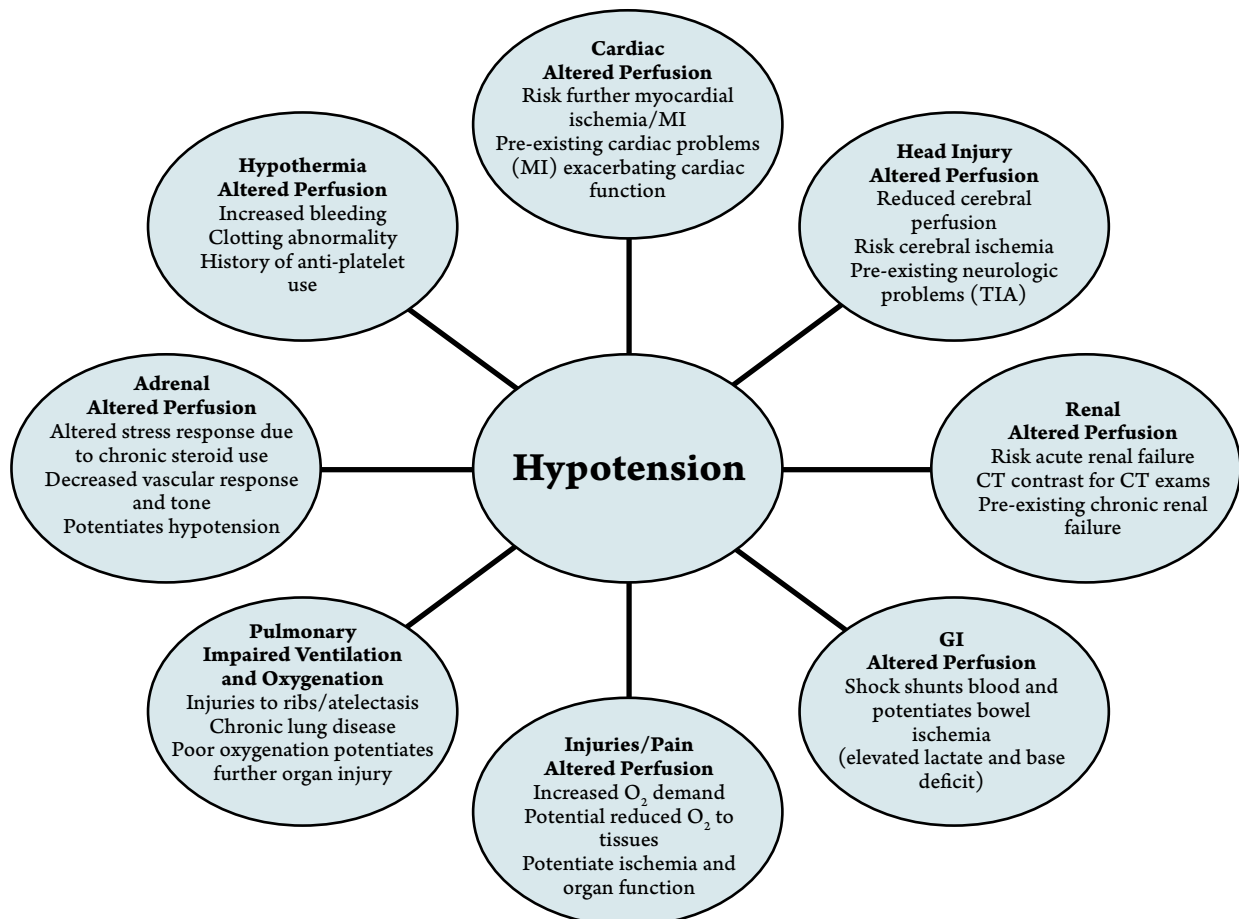 Cardiac
Altered Perfusion
Risk further myocardial
ischemia/MI
Pre-existing cardiac problems
(MI) exacerbating cardiac
function
Hypothermia
Altered Perfusion
Increased bleeding
Clotting abnormality
History of anti-platelet
use
Head Injury
Altered Perfusion
Reduced cerebral
perfusion
Risk cerebral ischemia
Pre-existing neurologic
problems (TIA)
Adrenal
Altered Perfusion
Altered stress response due
to chronic steroid use
Decreased vascular response
and tone
Potentiates hypotension
Hypotension
Renal
Altered Perfusion
Risk acute renal failure
CT contrast for CT exams
Pre-existing chronic renal
failure
Pulmonary
Impaired Ventilation
and Oxygenation
Injuries to ribs/atelectasis
Chronic lung disease
Poor oxygenation potentiates
further organ injury
Injuries/Pain
Altered Perfusion
Increased O₂ demand
Potential reduced O₂ to
tissues
Potentiate ischemia and
organ function
GI
Altered Perfusion
Shock shunts blood and
potentiates bowel
ischemia
(elevated lactate and base
deficit)